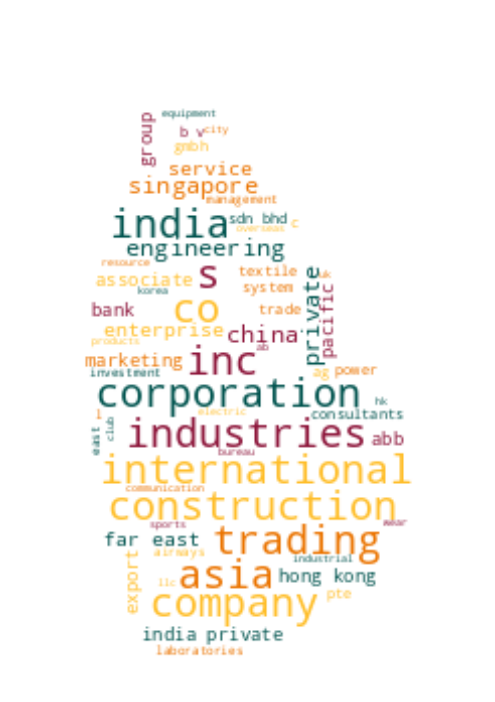 equipment
group
b v
city
gmbh
service
singapore
management
india
sdn bhd
c
overseas
engineering
resource
s
textile
uk
associate
system
korea
private
pacific
co
trade
bank
enterprise
china
products
ab
inc
marketing
investment
ag
power
corporation
hk
l
electric
consultants
club
east
industries
abb
bureau
international
communication
construction
sports
wear
far east
trading
airways
industrial
asia
hong kong
llc
export
pte
company
india private
laboratories